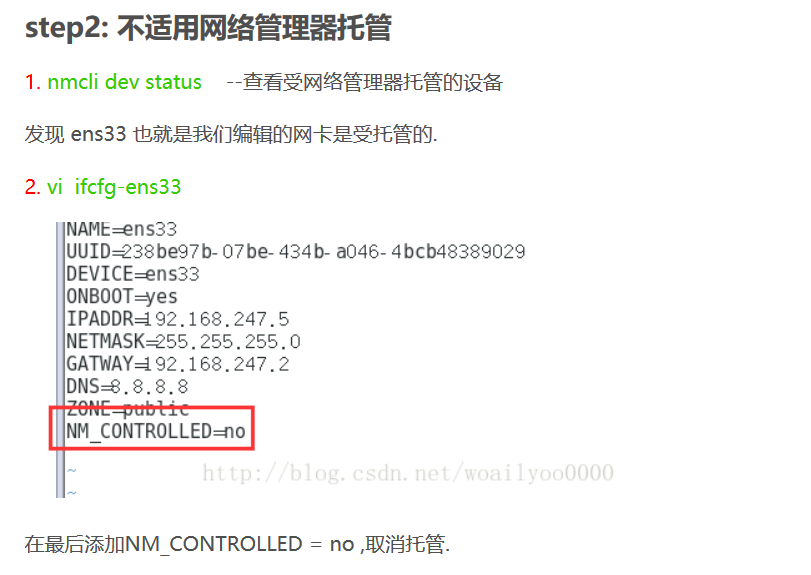 step2: 不适用网络管理器托管
1. nmcli dev status --查看受网络管理器托管的设备
发现 ens33 也就是我们编辑的网卡是受托管的.
2. vi ifcfg-ens33
NAME=ens33
UUID=238be97b-07be-434b-a046-4bcb48389029
DEVICE=ens33
ONBOOT=yes
IPADDR=192.168.247.5
NETMASK=255.255.255.0
GATWAY=192.168.247.2
DNS=8.8.8.8
ZONE=public
NM_CONTROLLED=no
~
http://blog.csdn.net/woailyoo0000
~
在最后添加NM_CONTROLLED = no ,取消托管.